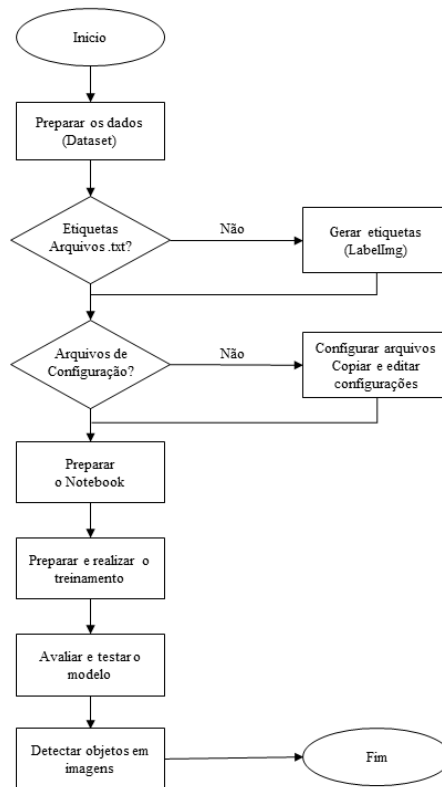 Inicio
Preparar os dados
(Dataset)
Etiquetas
Arquivos .txt?
Não
Gerar etiquetas
(LabelImg)
Arquivos de
Configuração?
Não
Configurar arquivos
Copiar e editar
configurações
Preparar
o Notebook
Preparar e realizar o
treinamento
Avaliar e testar o
modelo
Detectar objetos em
imagens
Fim